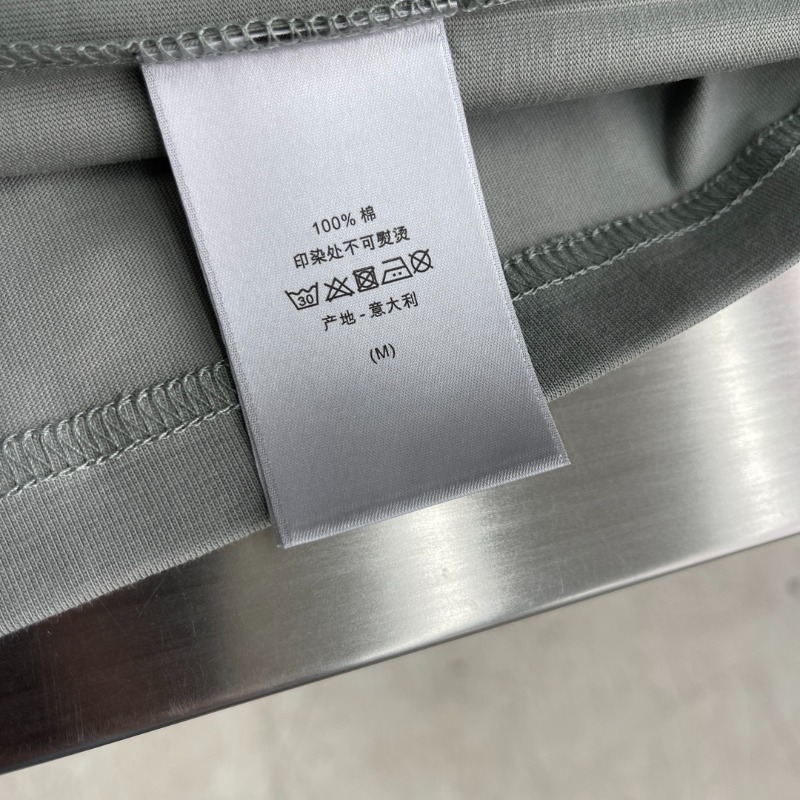 100% 棉
印染处不可熨烫
30
产地-意大利
(M)